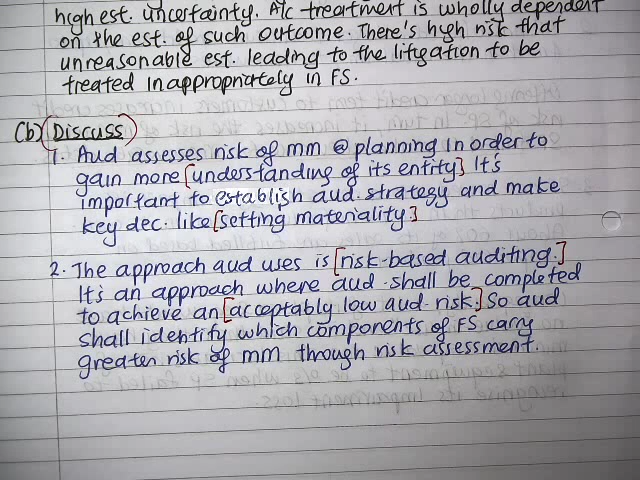 high est. uncertainty. A/c treatment is wholly dependent
on the est. of such outcome. There's high risk that
unreasonable est. leading to the litigation to be
treated inappropriately in FS.
(b) (Discuss)
1. Aud assesses risk of mm @ planning in order to
gain more [understanding of its entity] It's
important to establish aud. strategy and make
key dec. like [setting materiality.]
2. The approach aud uses is [risk-based auditing.]
It's an approach where aud. shall be completed
to achieve an [acceptably low aud. risk.] So aud
shall identify which components of FS carry
greater risk of mm through risk assessment.